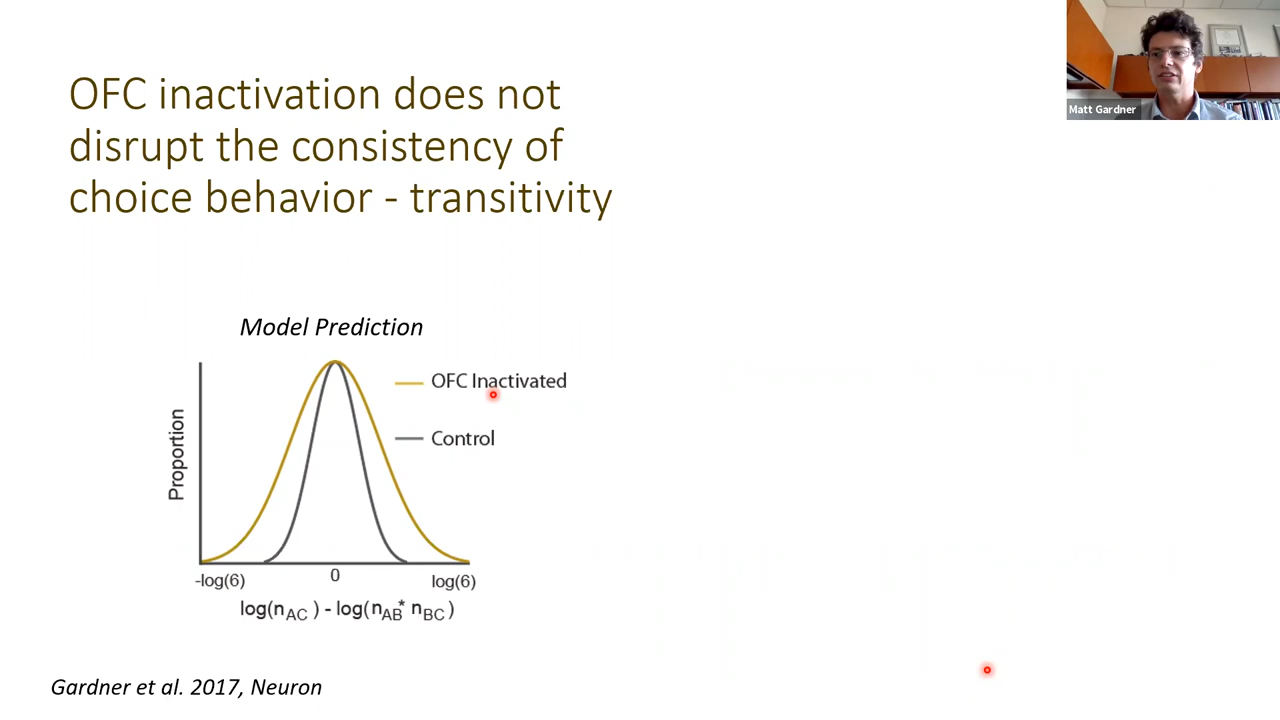 OFC inactivation does not
disrupt the consistency of
choice behavior - transitivity
Matt Gardner
Model Prediction
OFC Inactivated
Control
Proportion
-log(6)
0
log(6)
log(nAC) - log(nAB* nBC)
Gardner et al. 2017, Neuron